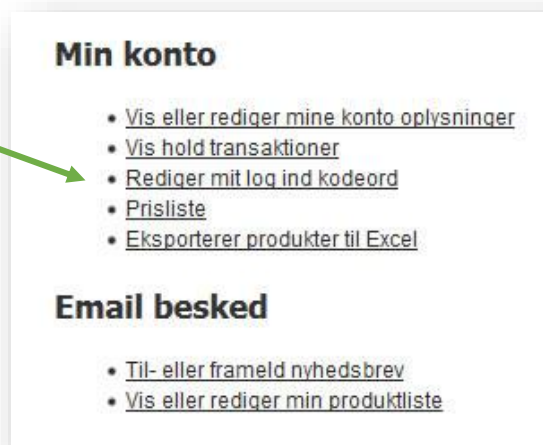 Min konto
Vis eller rediger mine konto oplysninger
Vis hold transaktioner
Rediger mit log ind kodeord
Prisliste
Eksporterer produkter til Excel
Email besked
Til- eller frameld nyhedsbrev
Vis eller rediger min produktliste